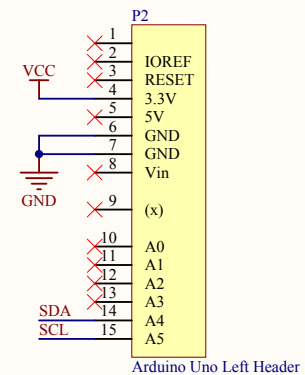 P2
1
2 IOREF
3 RESET
VCC
4 3.3V
5 5V
6 GND
7 GND
8 Vin
GND
9 (x)
10 A0
11 A1
12 A2
13 A3
SDA 14 A4
SCL 15 A5
Arduino Uno Left Header